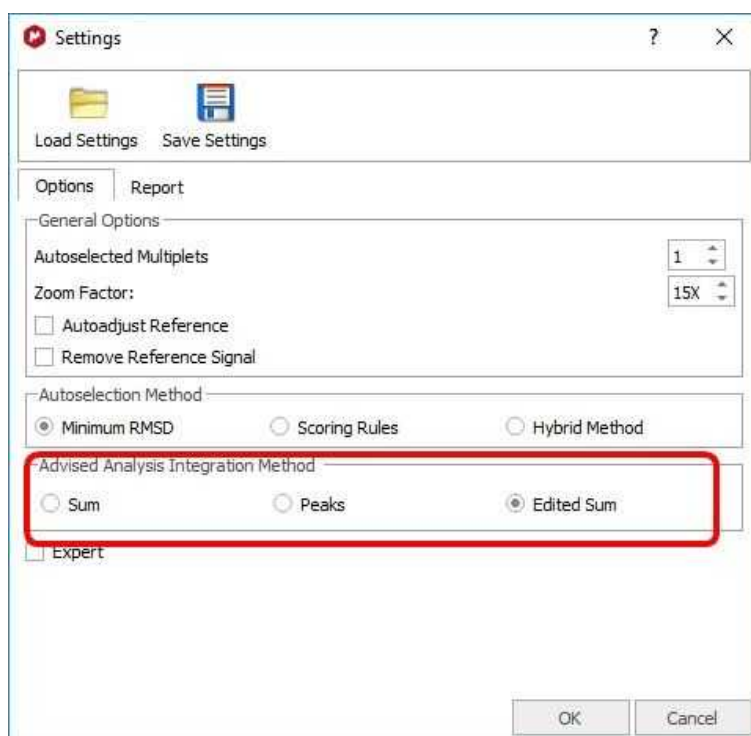 Settings ?
Load Settings Save Settings
Options Report
General Options
Autoselected Multiplets 1
Zoom Factor: 15X
Autoadjust Reference
Remove Reference Signal
Autoselection Method
Minimum RMSD Scoring Rules Hybrid Method
Advised Analysis Integration Method
Sum Peaks Edited Sum
Expert
OK Cancel